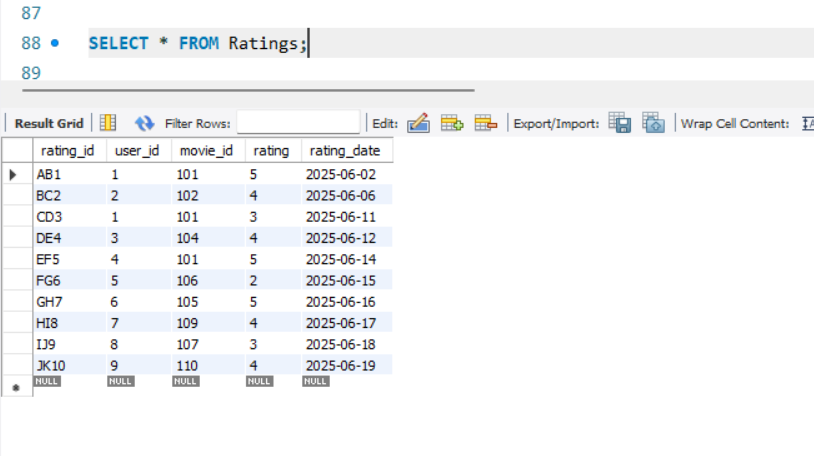 87
88 SELECT * FROM Ratings;
89
Result Grid Filter Rows: Edit: Export/Import: Wrap Cell Content:
rating_id user_id movie_id rating rating_date
AB1 1 101 5 2025-06-02
BC2 2 102 4 2025-06-06
CD3 1 101 3 2025-06-11
DE4 3 104 4 2025-06-12
EF5 4 101 5 2025-06-14
FG6 5 106 2 2025-06-15
GH7 6 105 5 2025-06-16
HI8 7 109 4 2025-06-17
IJ9 8 107 3 2025-06-18
JK10 9 110 4 2025-06-19
NULL NULL NULL NULL NULL